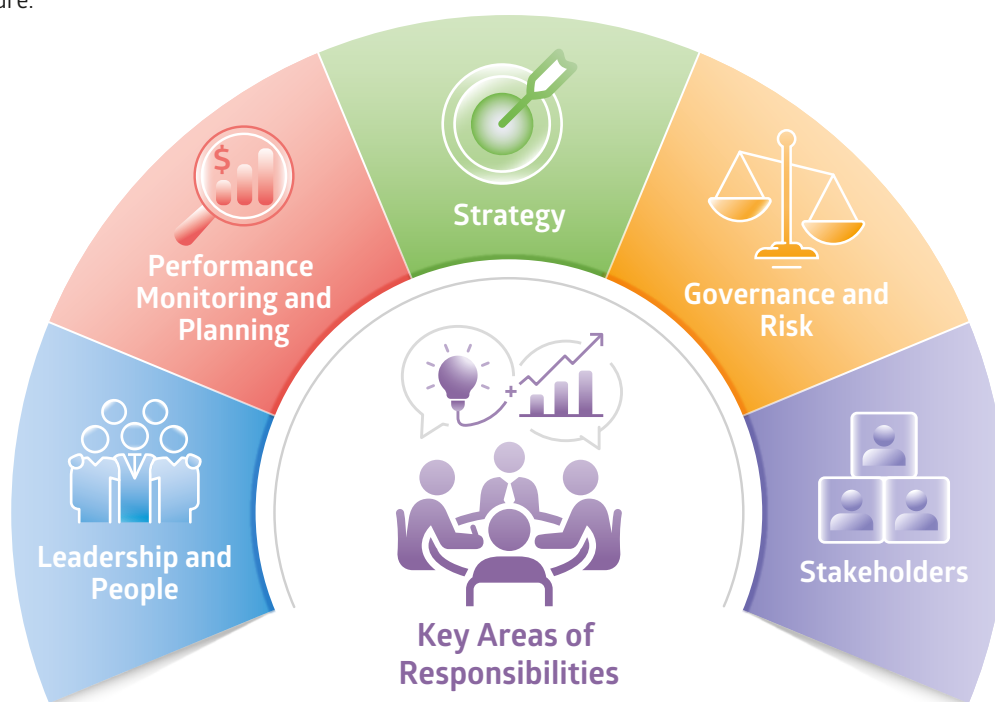 Strategy
Performance
Monitoring and
Planning
Governance and
Risk
Leadership and
People
Stakeholders
Key Areas of
Responsibilities
$
+